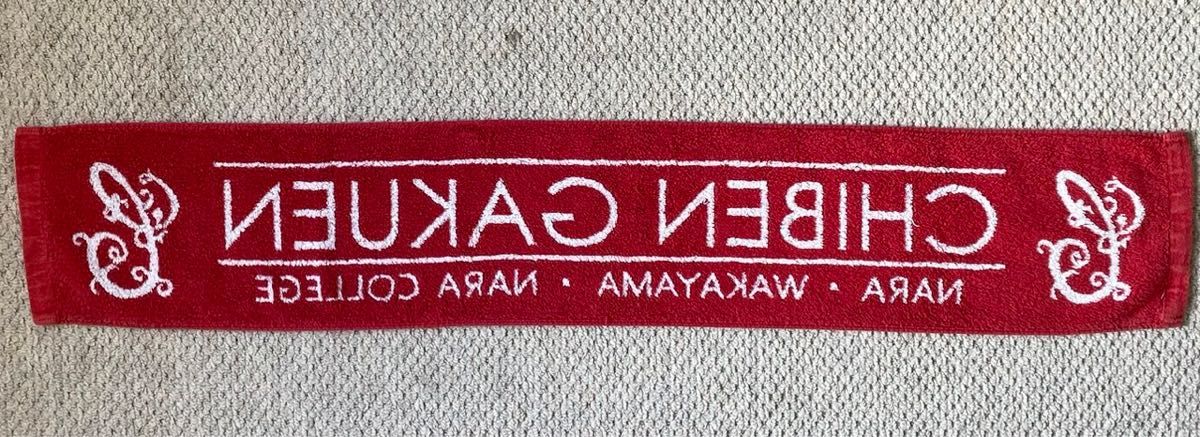 CHIBEN GAKUEN
NARA・WAKAYAMA・NARA COLLEGE